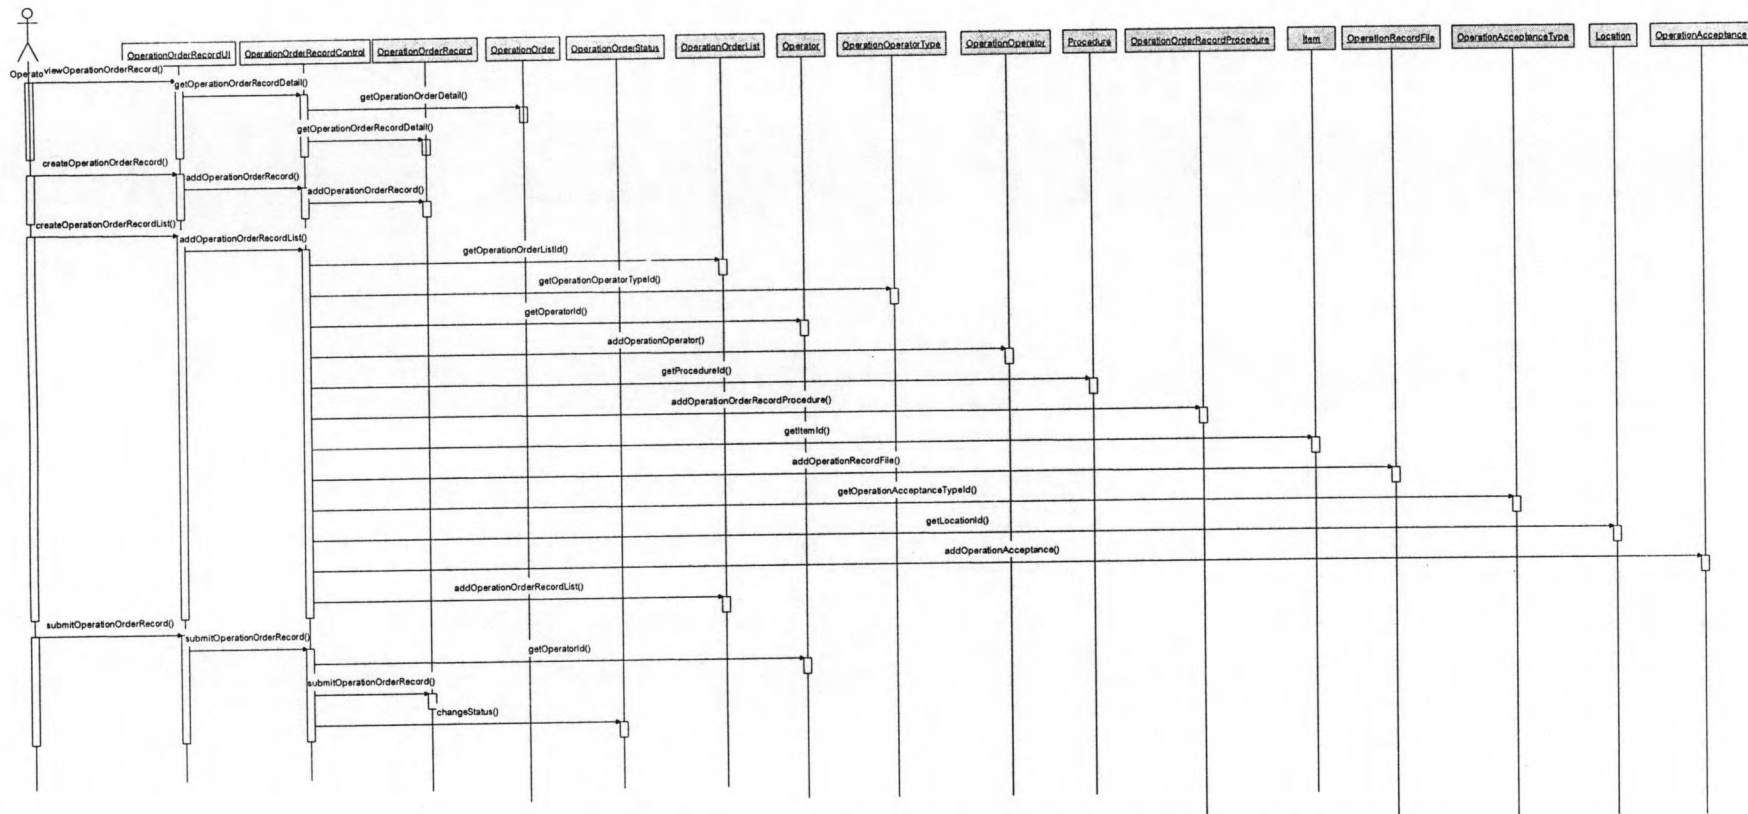 OperationOrderRecordUI
OperationOrderRecordControl
OperationOrderRecord
OperationOrder
OperationOrderStatus
OperationOrderList
Operator
OperationOperatorType
OperationOperator
Procedure
OperationOrderRecordProcedure
Item
OperationRecordFile
OperationAcceptanceType
Location
OperationAcceptance
Operato
viewOperationOrderRecord()
getOperationOrderRecordDetail()
getOperationOrderDetail()
getOperationOrderRecordDetail()
createOperationOrderRecord()
addOperationOrderRecord()
addOperationOrderRecord()
createOperationOrderRecordList()
addOperationOrderRecordList()
getOperationOrderListId()
getOperationOperatorTypeId()
getOperatorId()
addOperationOperator()
getProcedureId()
addOperationOrderRecordProcedure()
getItemId()
addOperationRecordFile()
getOperationAcceptanceTypeId()
getLocationId()
addOperationAcceptance()
addOperationOrderRecordList()
submitOperationOrderRecord()
submitOperationOrderRecord()
getOperatorId()
submitOperationOrderRecord()
changeStatus()